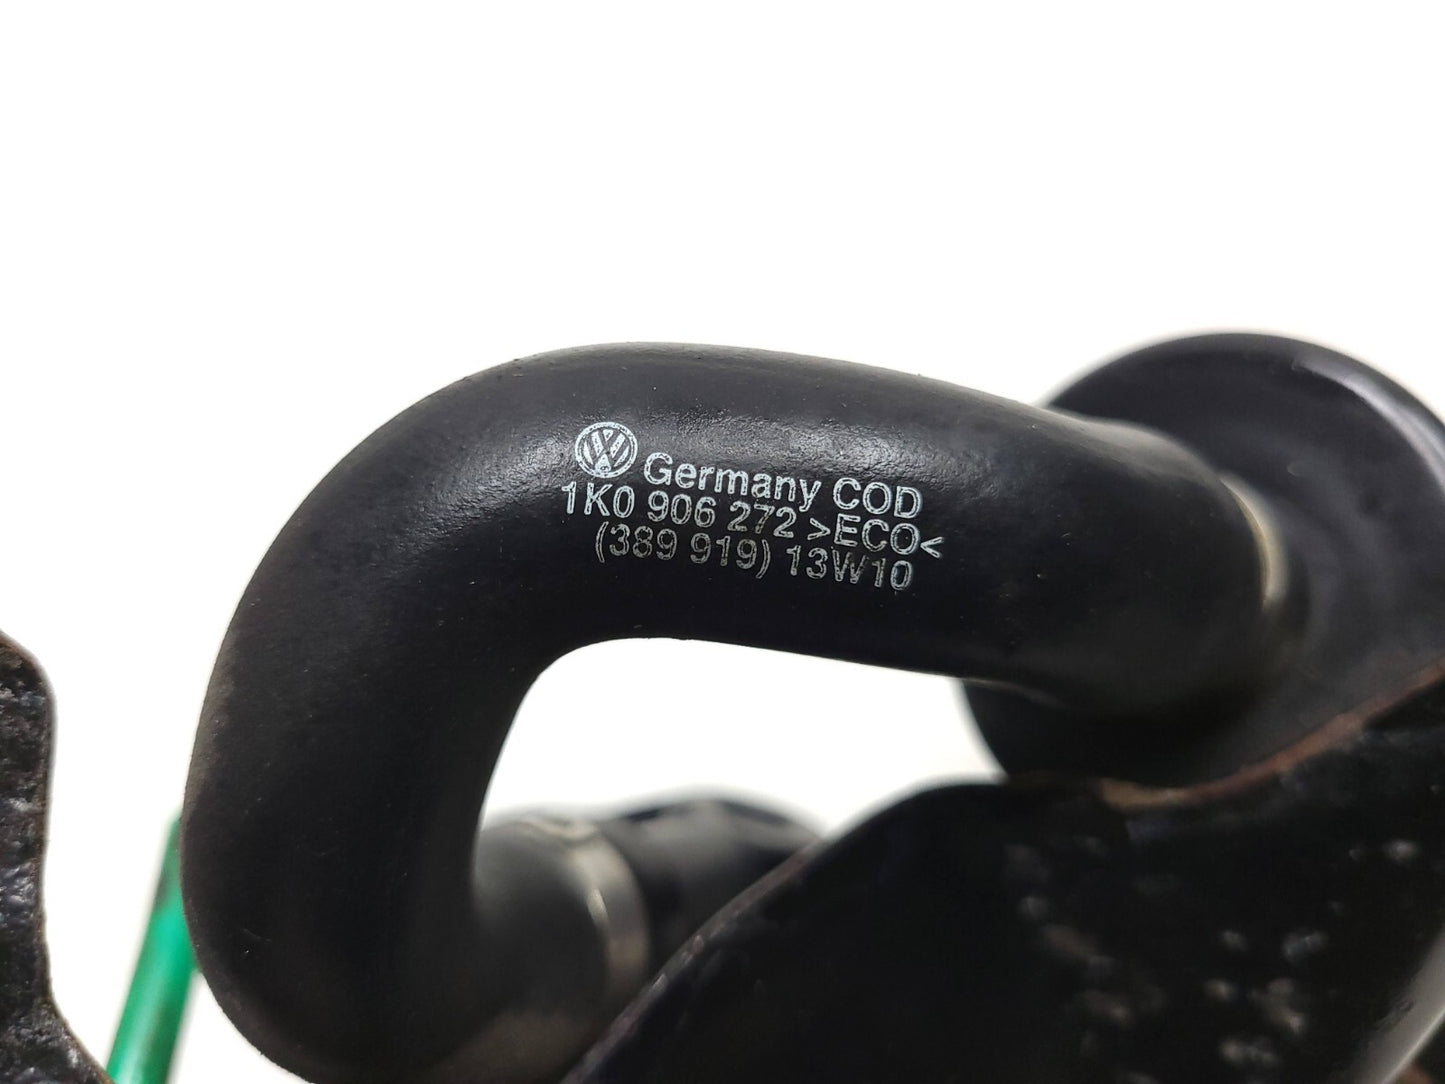 Germany COD
1K0 906 272 >ECO<
(389 919) 13W10